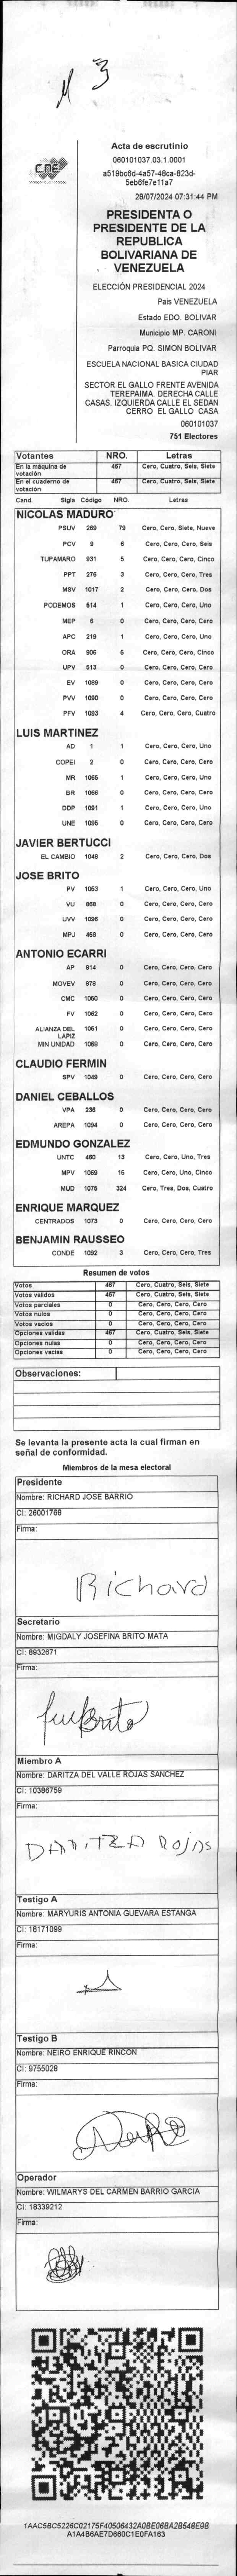 M 3
CNE
Acta de escrutinio
060101037.03.1.0001
a519bc6d-4a57-48ca-823d-
5eb6fe7e11a7
28/07/2024 07:31:44 PM
PRESIDENTA O
PRESIDENTE DE LA
REPUBLICA
BOLIVARIANA DE
VENEZUELA
ELECCIÓN PRESIDENCIAL 2024
Pais VENEZUELA
Estado EDO. BOLIVAR
Municipio MP. CARONI
Parroquia PQ. SIMON BOLIVAR
ESCUELA NACIONAL BASICA CIUDAD
PIAR
SECTOR EL GALLO FRENTE AVENIDA
TEREPAIMA. DERECHA CALLE
CASAS. IZQUIERDA CALLE EL SEDAN
CERRO EL GALLO CASA
060101037
751 Electores
Votantes NRO. Letras
En la máquina de votación 467 Cero, Cuatro, Seis, Siete
En el cuaderno de votación 467 Cero, Cuatro, Seis, Siete
Cand. Sigla Código NRO. Letras
NICOLAS MADURO
PSUV 269 79 Cero, Cero, Siete, Nueve
PCV 9 6 Cero, Cero, Cero, Seis
TUPAMARO 931 5 Cero, Cero, Cero, Cinco
PPT 276 3 Cero, Cero, Cero, Tres
MSV 1017 2 Cero, Cero, Cero, Dos
PODEMOS 514 1 Cero, Cero, Cero, Uno
MEP 6 0 Cero, Cero, Cero, Cero
APC 219 1 Cero, Cero, Cero, Uno
ORA 906 5 Cero, Cero, Cero, Cinco
UPV 513 0 Cero, Cero, Cero, Cero
EV 1089 0 Cero, Cero, Cero, Cero
PVV 1090 0 Cero, Cero, Cero, Cero
PFV 1093 4 Cero, Cero, Cero, Cuatro
LUIS MARTINEZ
AD 1 1 Cero, Cero, Cero, Uno
COPEI 2 0 Cero, Cero, Cero, Cero
MR 1065 1 Cero, Cero, Cero, Uno
BR 1066 0 Cero, Cero, Cero, Cero
DDP 1091 1 Cero, Cero, Cero, Uno
UNE 1095 0 Cero, Cero, Cero, Cero
JAVIER BERTUCCI
EL CAMBIO 1048 2 Cero, Cero, Cero, Dos
JOSE BRITO
PV 1053 1 Cero, Cero, Cero, Uno
VU 868 0 Cero, Cero, Cero, Cero
UVV 1096 0 Cero, Cero, Cero, Cero
MPJ 459 0 Cero, Cero, Cero, Cero
ANTONIO ECARRI
AP 814 0 Cero, Cero, Cero, Cero
MOVEV 878 0 Cero, Cero, Cero, Cero
CMC 1050 0 Cero, Cero, Cero, Cero
FV 1062 0 Cero, Cero, Cero, Cero
ALIANZA DEL LAPIZ 1051 0 Cero, Cero, Cero, Cero
MIN UNIDAD 1058 0 Cero, Cero, Cero, Cero
CLAUDIO FERMIN
SPV 1049 0 Cero, Cero, Cero, Cero
DANIEL CEBALLOS
VPA 236 0 Cero, Cero, Cero, Cero
AREPA 1094 0 Cero, Cero, Cero, Cero
EDMUNDO GONZALEZ
UNTC 460 13 Cero, Cero, Uno, Tres
MPV 1069 15 Cero, Cero, Uno, Cinco
MUD 1075 324 Cero, Tres, Dos, Cuatro
ENRIQUE MARQUEZ
CENTRADOS 1073 0 Cero, Cero, Cero, Cero
BENJAMIN RAUSSEO
CONDE 1092 3 Cero, Cero, Cero, Tres
Resumen de votos
Votos 467 Cero, Cuatro, Seis, Siete
Votos validos 467 Cero, Cuatro, Seis, Siete
Votos parciales 0 Cero, Cero, Cero, Cero
Votos nulos 0 Cero, Cero, Cero, Cero
Votos vacios 0 Cero, Cero, Cero, Cero
Opciones validas 467 Cero, Cuatro, Seis, Siete
Opciones nulas 0 Cero, Cero, Cero, Cero
Opciones vacias 0 Cero, Cero, Cero, Cero
Observaciones:
Se levanta la presente acta la cual firman en
señal de conformidad.
Miembros de la mesa electoral
Presidente
Nombre: RICHARD JOSE BARRIO
CI: 26001768
Firma:
Richard
Secretario
Nombre: MIGDALY JOSEFINA BRITO MATA
CI: 8932671
Firma:
Brito
Miembro A
Nombre: DARITZA DEL VALLE ROJAS SANCHEZ
CI: 10386759
Firma:
DARITZA Rojas
Testigo A
Nombre: MARYURIS ANTONIA GUEVARA ESTANGA
CI: 18171099
Firma:
Testigo B
Nombre: NEIRO ENRIQUE RINCON
CI: 9755028
Firma:
Operador
Nombre: WILMARYS DEL CARMEN BARRIO GARCIA
CI: 18339212
Firma:
1AAC5BC5226C02175F40506432A0BE06BA2B548E9B
A1A4B6AE7D660C1E0FA163